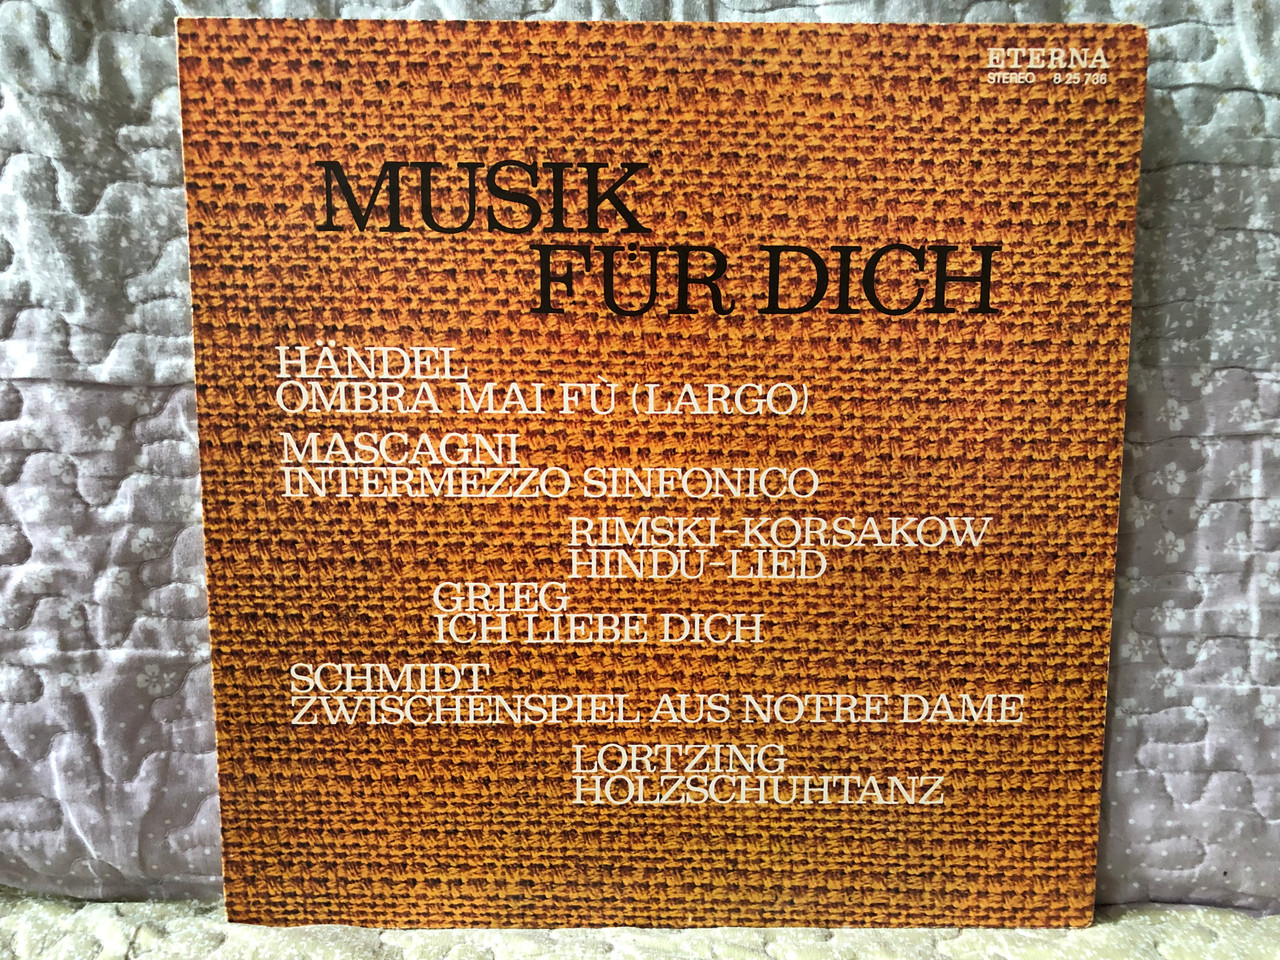 ETERNA
STEREO 8 25 736
MUSIK
FÜR DICH
HÄNDEL
OMBRA MAI FÙ (LARGO)
MASCAGNI
INTERMEZZO SINFONICO
RIMSKI-KORSAKOW
HINDU-LIED
GRIEG
ICH LIEBE DICH
SCHMIDT
ZWISCHENSPIEL AUS NOTRE DAME
LORTZING
HOLZSCHUHTANZ